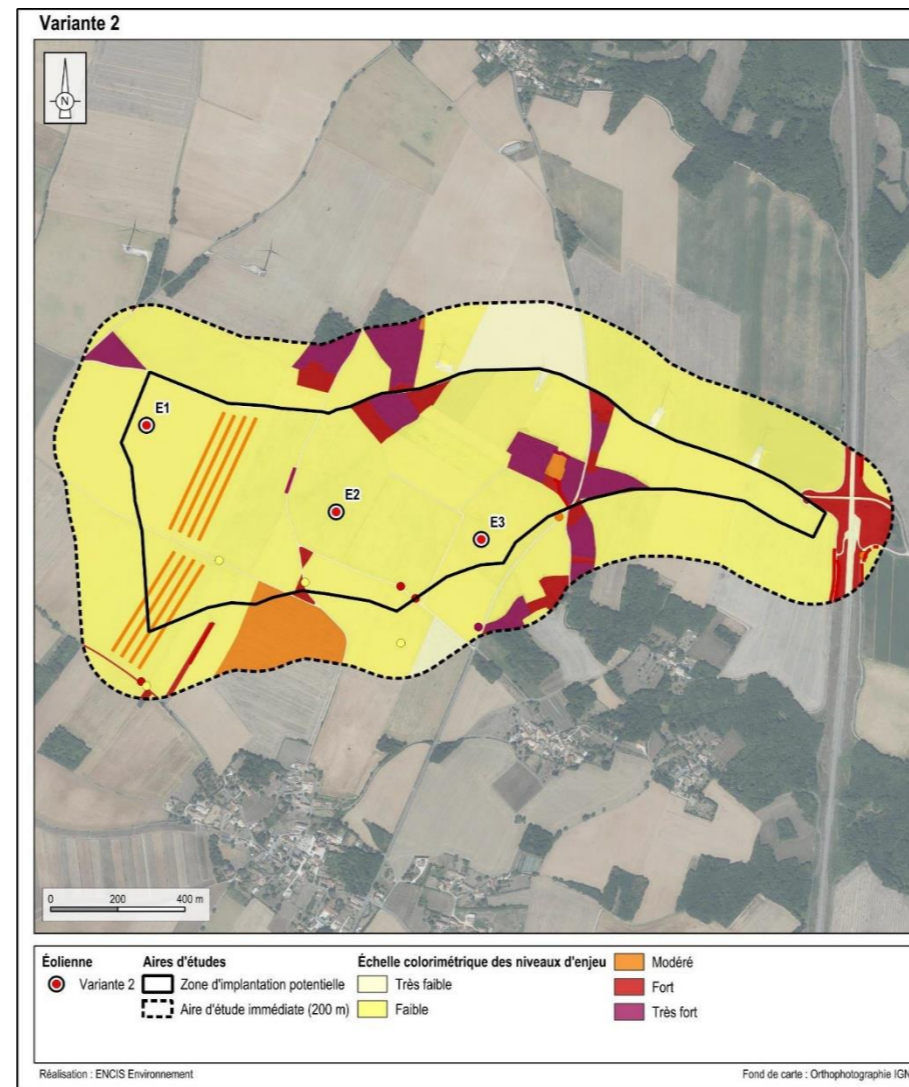 Variante 2
N
E1
E2
E3
0 200 400 m
Éolienne
Variante 2
Aires d'études
Zone d'implantation potentielle
Aire d'étude immédiate (200 m)
Échelle colorimétrique des niveaux d'enjeu
Très faible
Faible
Modéré
Fort
Très fort
Réalisation : ENCIS Environnement
Fond de carte : Orthophotographie IGN